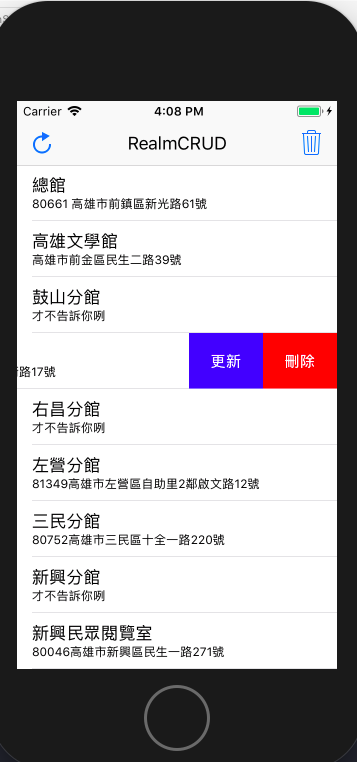 Carrier 4:08 PM
RealmCRUD
總館
80661 高雄市前鎮區新光路61號
高雄文學館
高雄市前金區民生二路39號
鼓山分館
才不告訴你咧
路17號 更新 刪除
右昌分館
才不告訴你咧
左營分館
81349高雄市左營區自助里2鄰啟文路12號
三民分館
80752高雄市三民區十全一路220號
新興分館
才不告訴你咧
新興民眾閱覽室
80046高雄市新興區民生一路271號